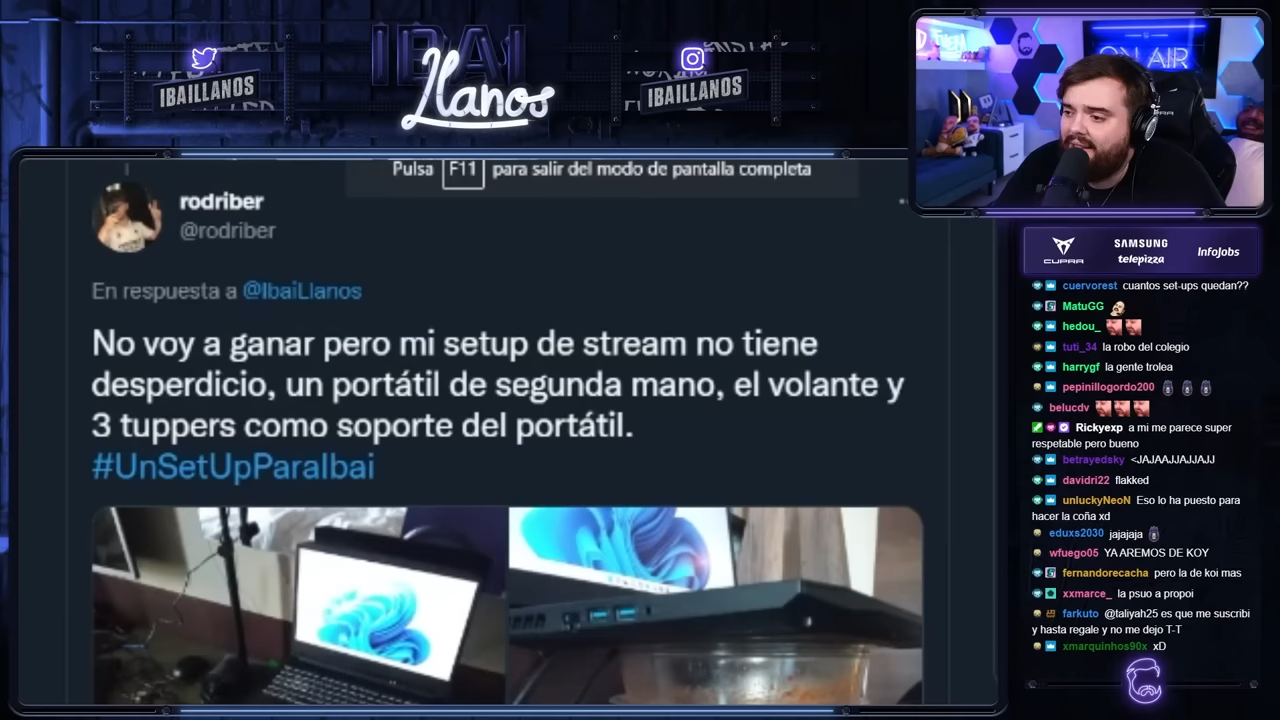 IBAI
Llanos
IBAILLANOS
IBAILLANOS
ON AIR
Pulsa F11 para salir del modo de pantalla completa
rodriber
@rodriber
En respuesta a @IbaiLlanos
No voy a ganar pero mi setup de stream no tiene
desperdicio, un portátil de segunda mano, el volante y
3 tuppers como soporte del portátil.
#UnSetUpParaIbai
CUPRA
SAMSUNG
telepizza
InfoJobs
cuervorest cuantos set-ups quedan??
MatuGG
hedou_
tuti_34 la robo del colegio
harrygf la gente trolea
pepinillogordo200
belucdv
Rickyexp a mi me parece super
respetable pero bueno
betrayedsky <JAJAAJJAJJAJJ
davidri22 flakked
unluckyNeoN Eso lo ha puesto para
hacer la coña xd
eduxs2030 jajajaja
wfuego05 YA AREMOS DE KOY
fernandorecacha pero la de koi mas
xxmarce_ la psuo a propoi
farkuto @taliyah25 es que me suscribi
y hasta regale y no me dejo T-T
xmarquinhos90x xD